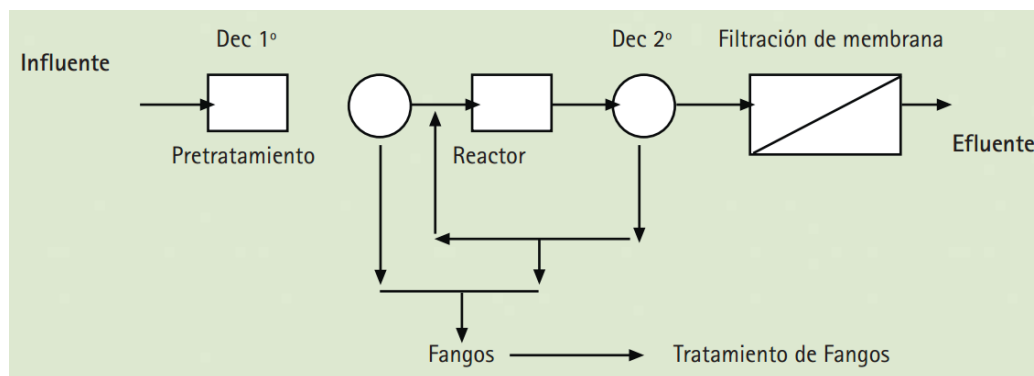 Dec 1º
Dec 2º
Filtración de membrana
Influente
Pretratamiento
Reactor
Efluente
Fangos
Tratamiento de Fangos